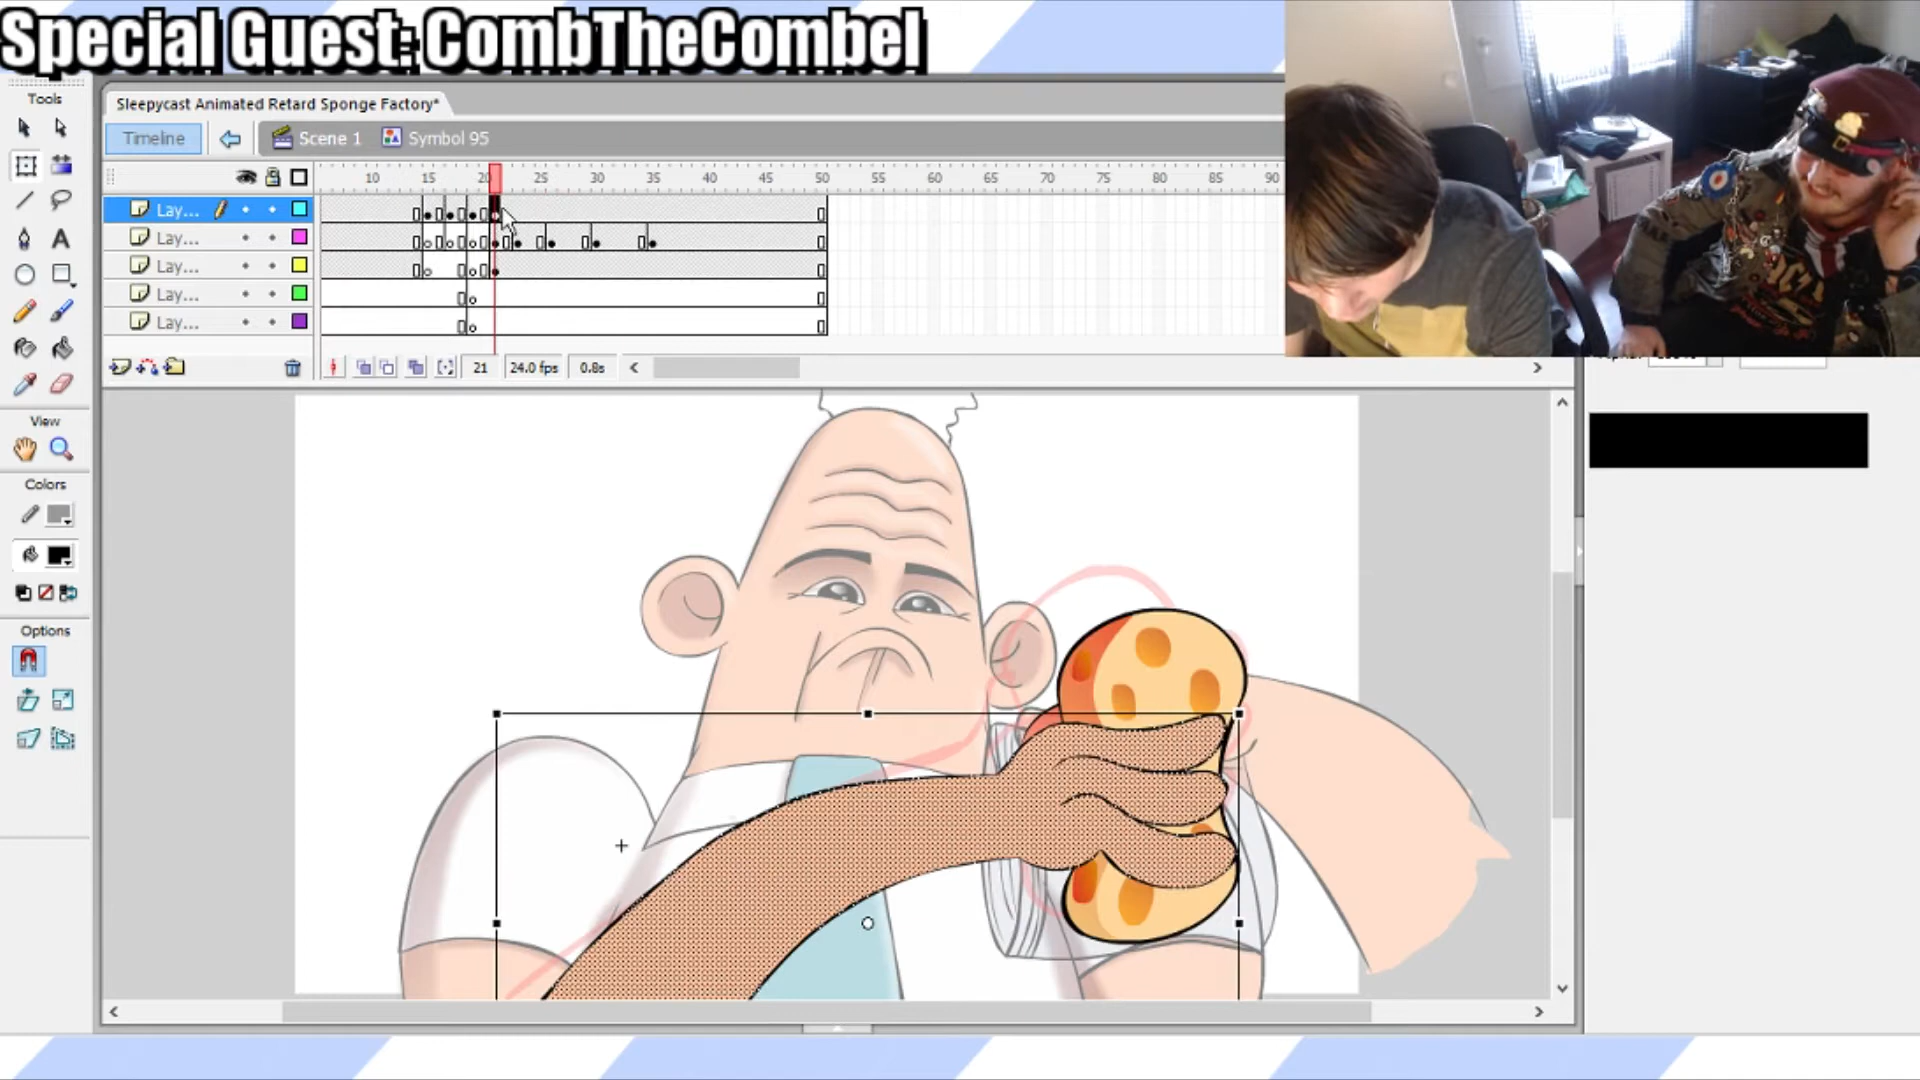 Special Guest: CombTheCombel
Tools
Sleepycast Animated Retard Sponge Factory*
Timeline
Scene 1
Symbol 95
10 15 20 25 30 35 40 45 50 55 60 65 70 75 80 85 90
Lay...
Lay...
Lay...
Lay...
Lay...
21
24.0 fps
0.8s
View
Colors
Options